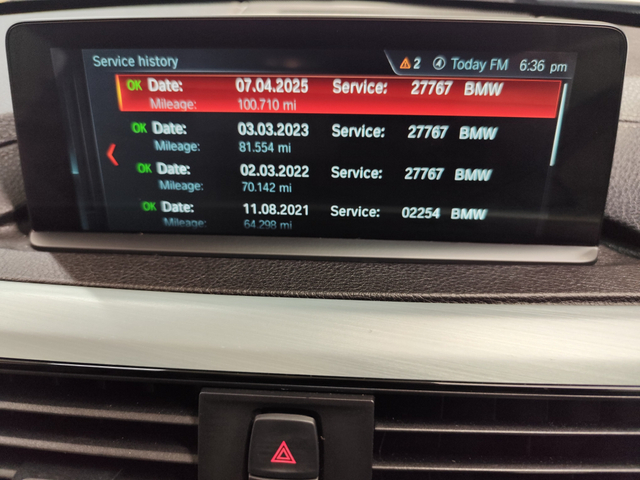 Service history 2 4 Today FM 6:36 pm
OK Date: 07.04.2025 Service: 27767 BMW
Mileage: 100.710 mi
OK Date: 03.03.2023 Service: 27767 BMW
Mileage: 81.554 mi
OK Date: 02.03.2022 Service: 27767 BMW
Mileage: 70.142 mi
OK Date: 11.08.2021 Service: 02254 BMW
Mileage: 64.298 mi